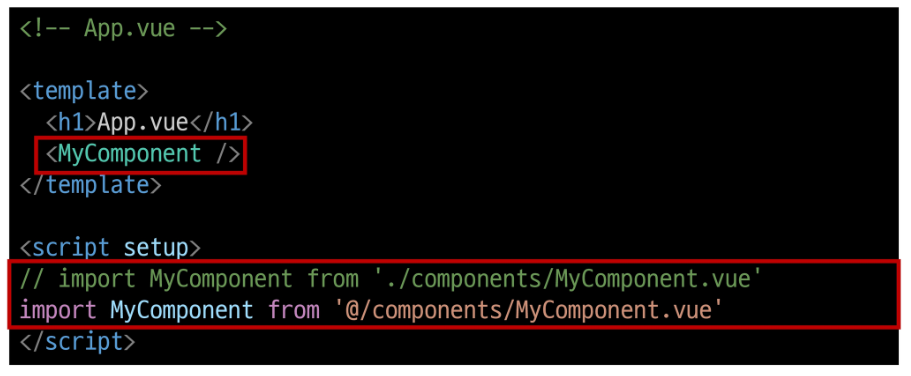 <!-- App.vue -->
<template>
<h1>App.vue</h1>
<MyComponent />
</template>
<script setup>
// import MyComponent from './components/MyComponent.vue'
import MyComponent from '@/components/MyComponent.vue'
</script>